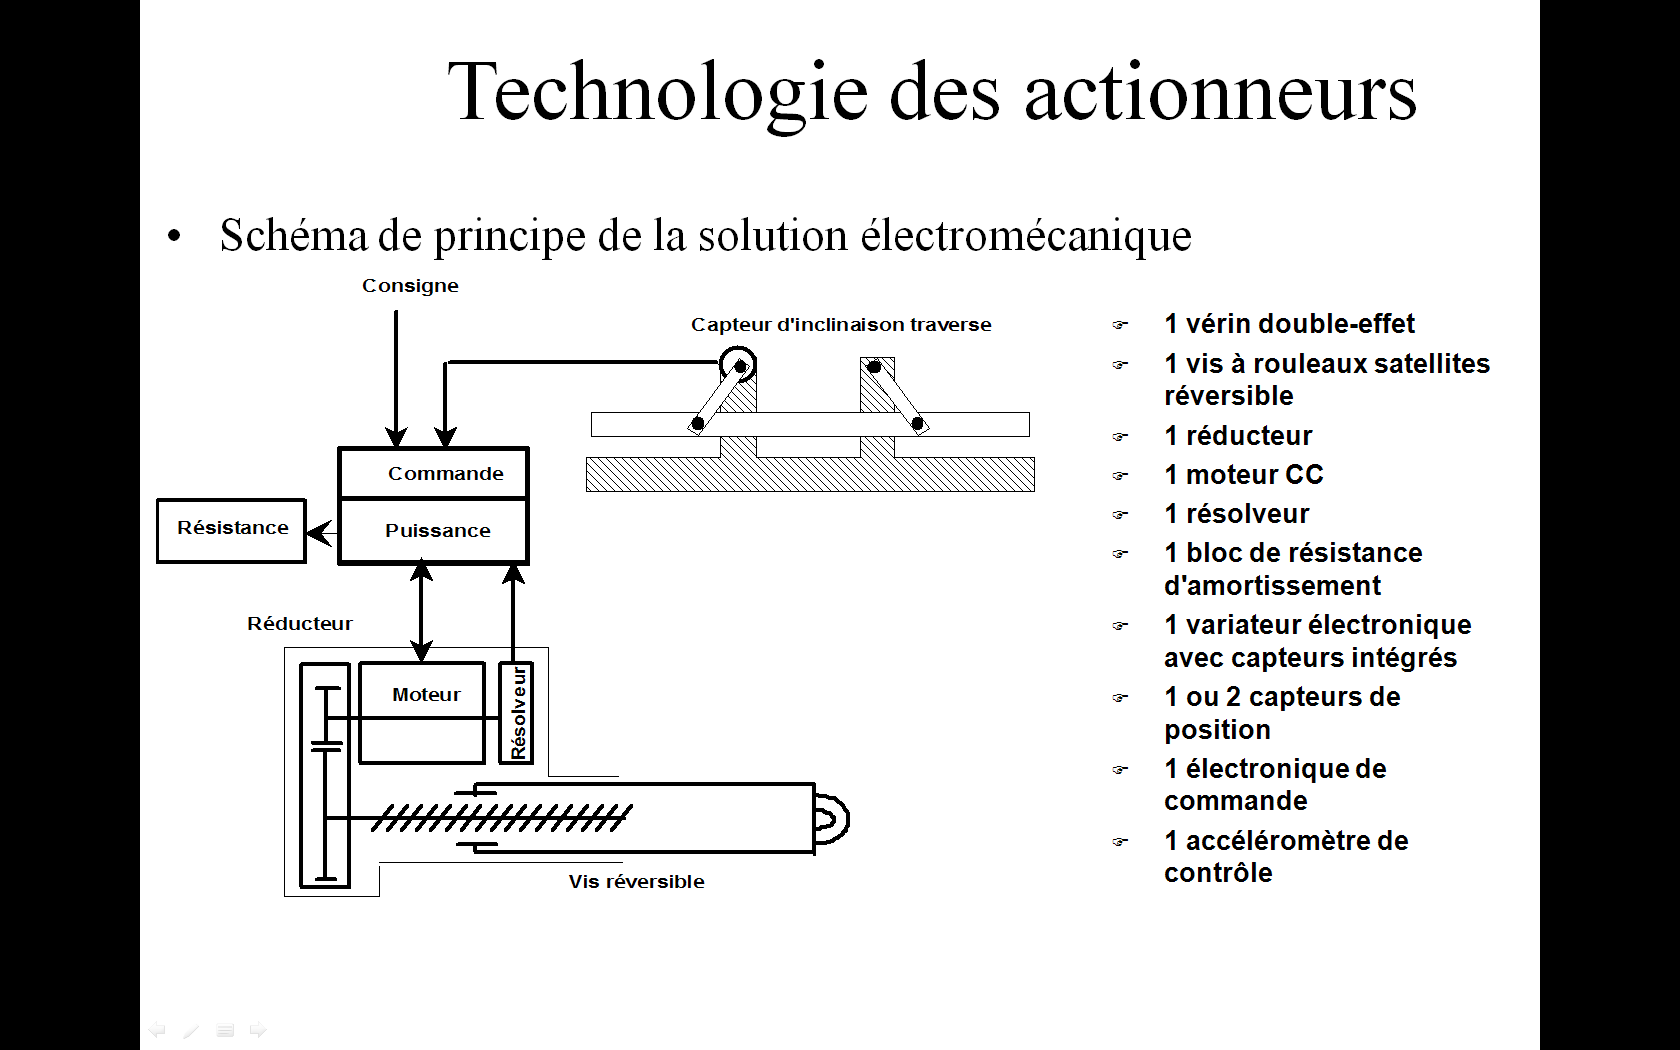 Technologie des actionneurs
• Schéma de principe de la solution électromécanique
Consigne
Capteur d'inclinaison traverse
Commande
Puissance
Résistance
Réducteur
Moteur
Résolveur
Vis réversible
☞ 1 vérin double-effet
☞ 1 vis à rouleaux satellites
réversible
☞ 1 réducteur
☞ 1 moteur CC
☞ 1 résolveur
☞ 1 bloc de résistance
d'amortissement
☞ 1 variateur électronique
avec capteurs intégrés
☞ 1 ou 2 capteurs de
position
☞ 1 électronique de
commande
☞ 1 accéléromètre de
contrôle